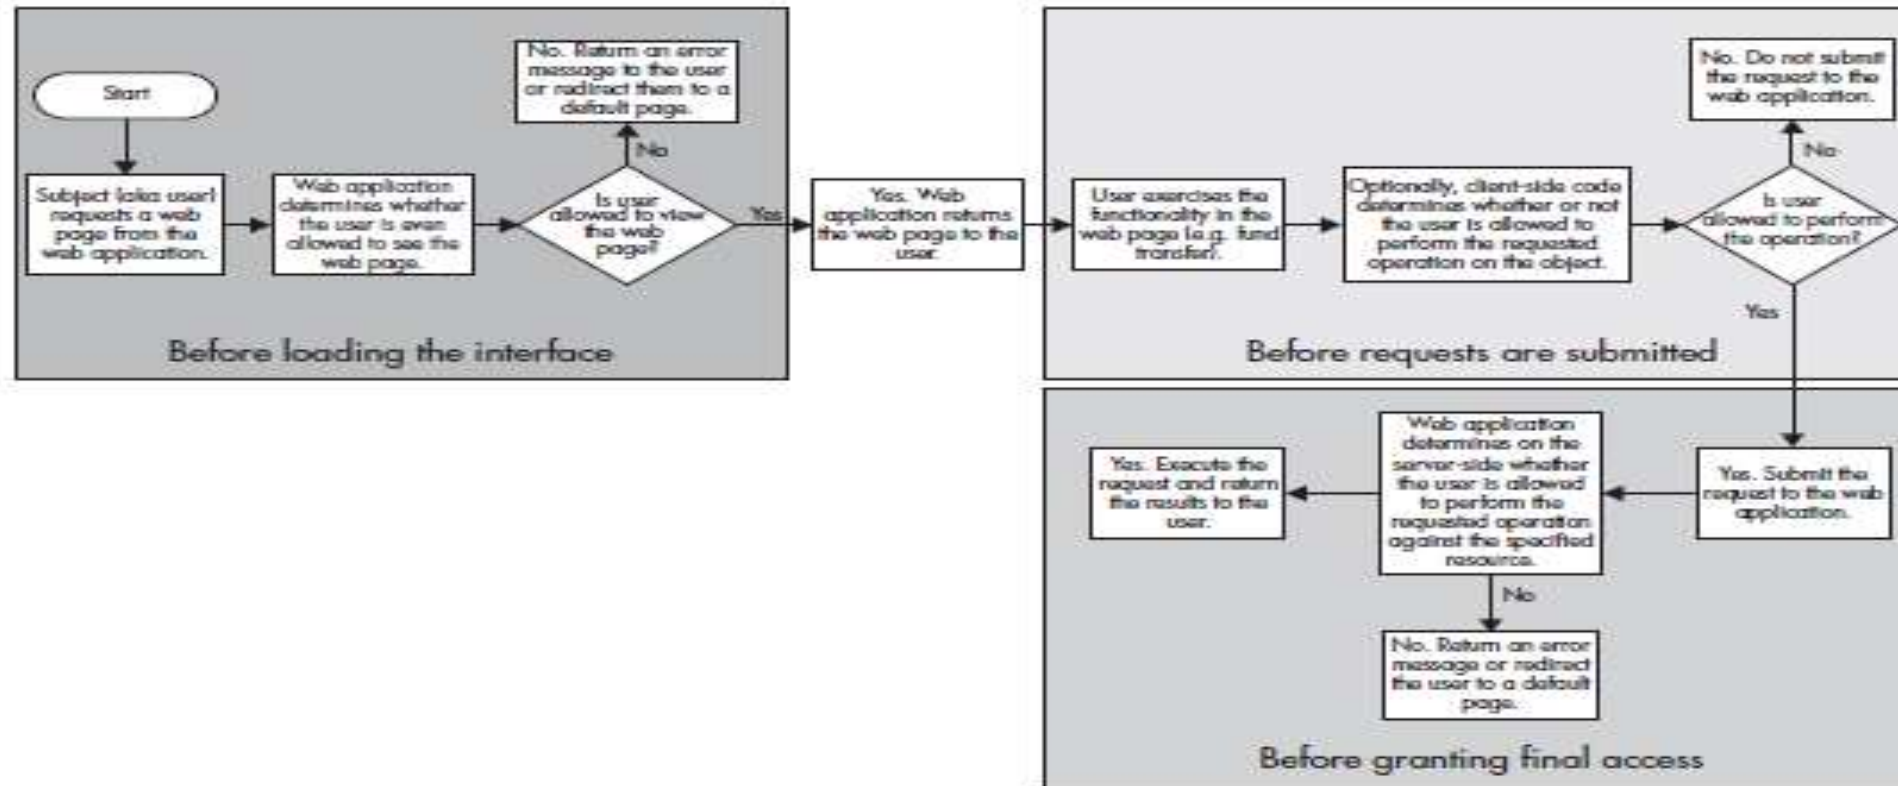 Start
Subject (aka user)
requests a web
page from the
web application.
Web application
determines whether
the user is even
allowed to see the
web page.
Is user
allowed to view
the web
page?
No
No. Return an error
message to the user
or redirect them to a
default page.
Yes
Before loading the interface
Yes. Web
application returns
the web page to the
user.
User exercises the
functionality in the
web page (e.g. fund
transfer).
Optionally, client-side code
determines whether or not
the user is allowed to
perform the requested
operation on the object.
Is user
allowed to perform
the operation?
No
No. Do not submit
the request to the
web application.
Yes
Before requests are submitted
Yes. Submit the
request to the web
application.
Web application
determines on the
server-side whether
the user is allowed
to perform the
requested operation
against the specified
resource.
Yes. Execute the
request and return
the results to the
user.
No
No. Return an error
message or redirect
the user to a default
page.
Before granting final access